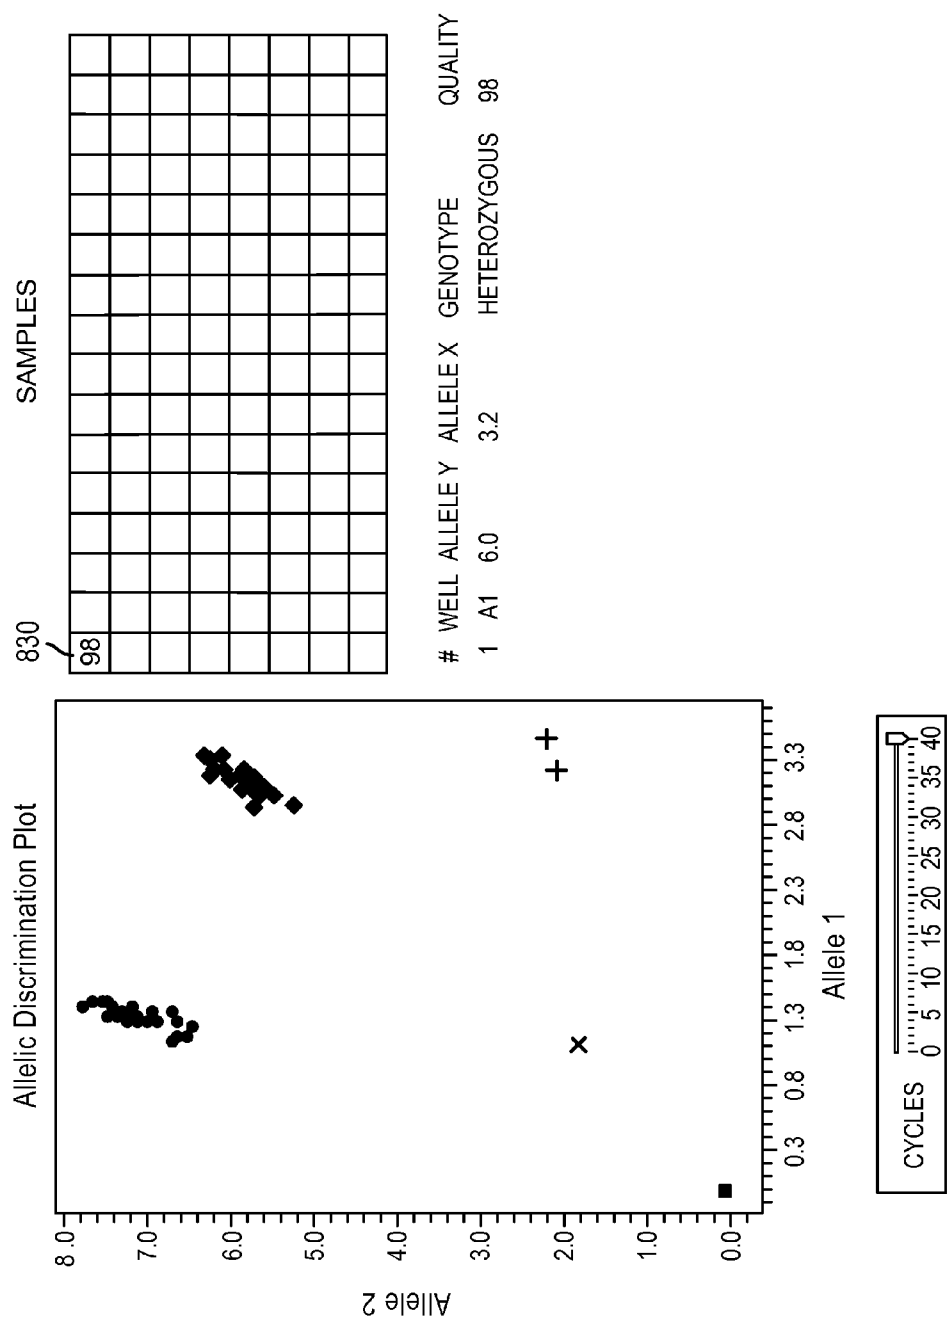 Allelic Discrimination Plot
Allele 2
8.0
7.0
6.0
5.0
4.0
3.0
2.0
1.0
0.0
0.3 0.8 1.3 1.8 2.3 2.8 3.3
Allele 1
CYCLES
0 5 10 15 20 25 30 35 40
830
SAMPLES
98
# WELL ALLELE Y ALLELE X GENOTYPE QUALITY
1 A1 6.0 3.2 HETEROZYGOUS 98